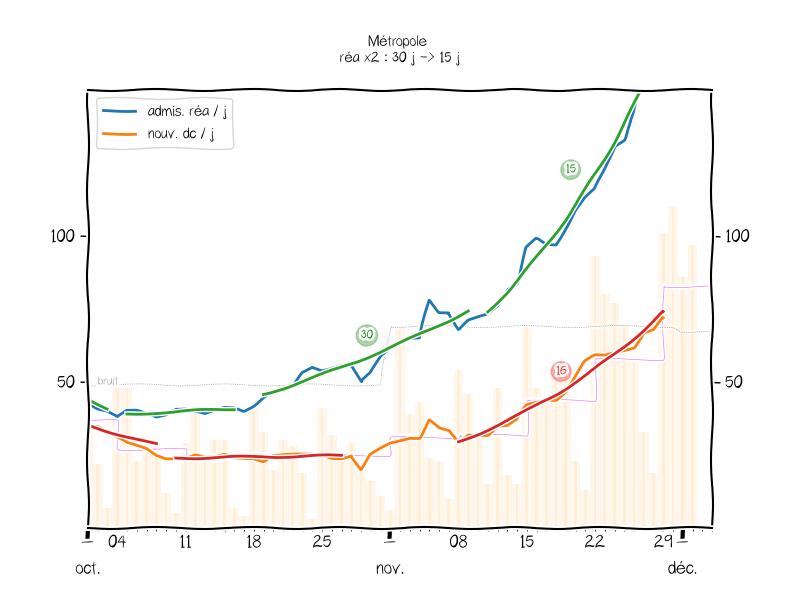 Métropole
réa x2 : 30 j -> 15 j
admis. réa / j
nouv. dc / j
15
100
100
30
16
bruit
50
50
04
11
18
25
08
15
22
29
oct.
nov.
déc.